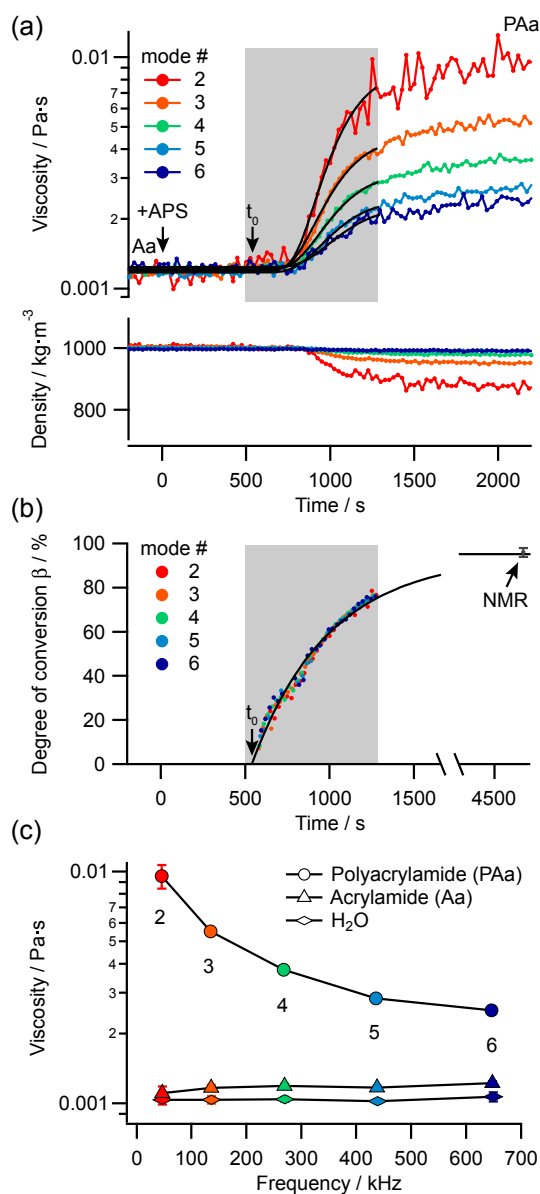 (a)
PAa
mode #
2
3
4
5
6
0.01
7
6
5
4
3
2
0.001
Viscosity / Pa·s
+APS
Aa
t₀
1000
800
Density / kg·m⁻³
0 500 1000 1500 2000
Time / s
(b)
mode #
2
3
4
5
6
100
80
60
40
20
0
Degree of conversion β / %
t₀
NMR
0 500 1000 1500 4500
Time / s
(c)
Polyacrylamide (PAa)
Acrylamide (Aa)
H₂O
0.01
7
6
5
4
3
2
0.001
Viscosity / Pa·s
2
3
4
5
6
0 100 200 300 400 500 600 700
Frequency / kHz